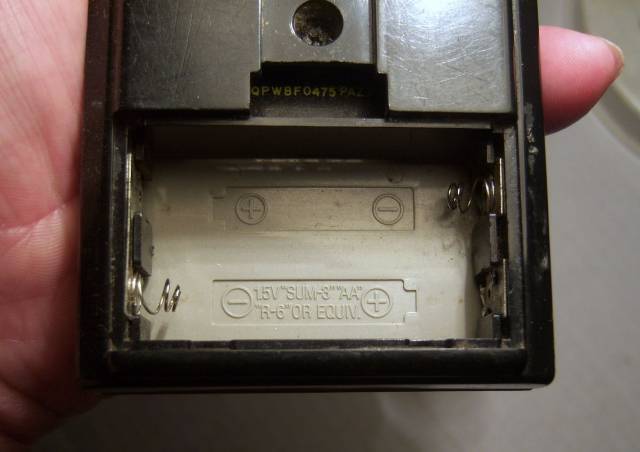 QPWBF0475PAZ
1.5V "SUM-3" "AA"
"R-6" OR EQUIV.